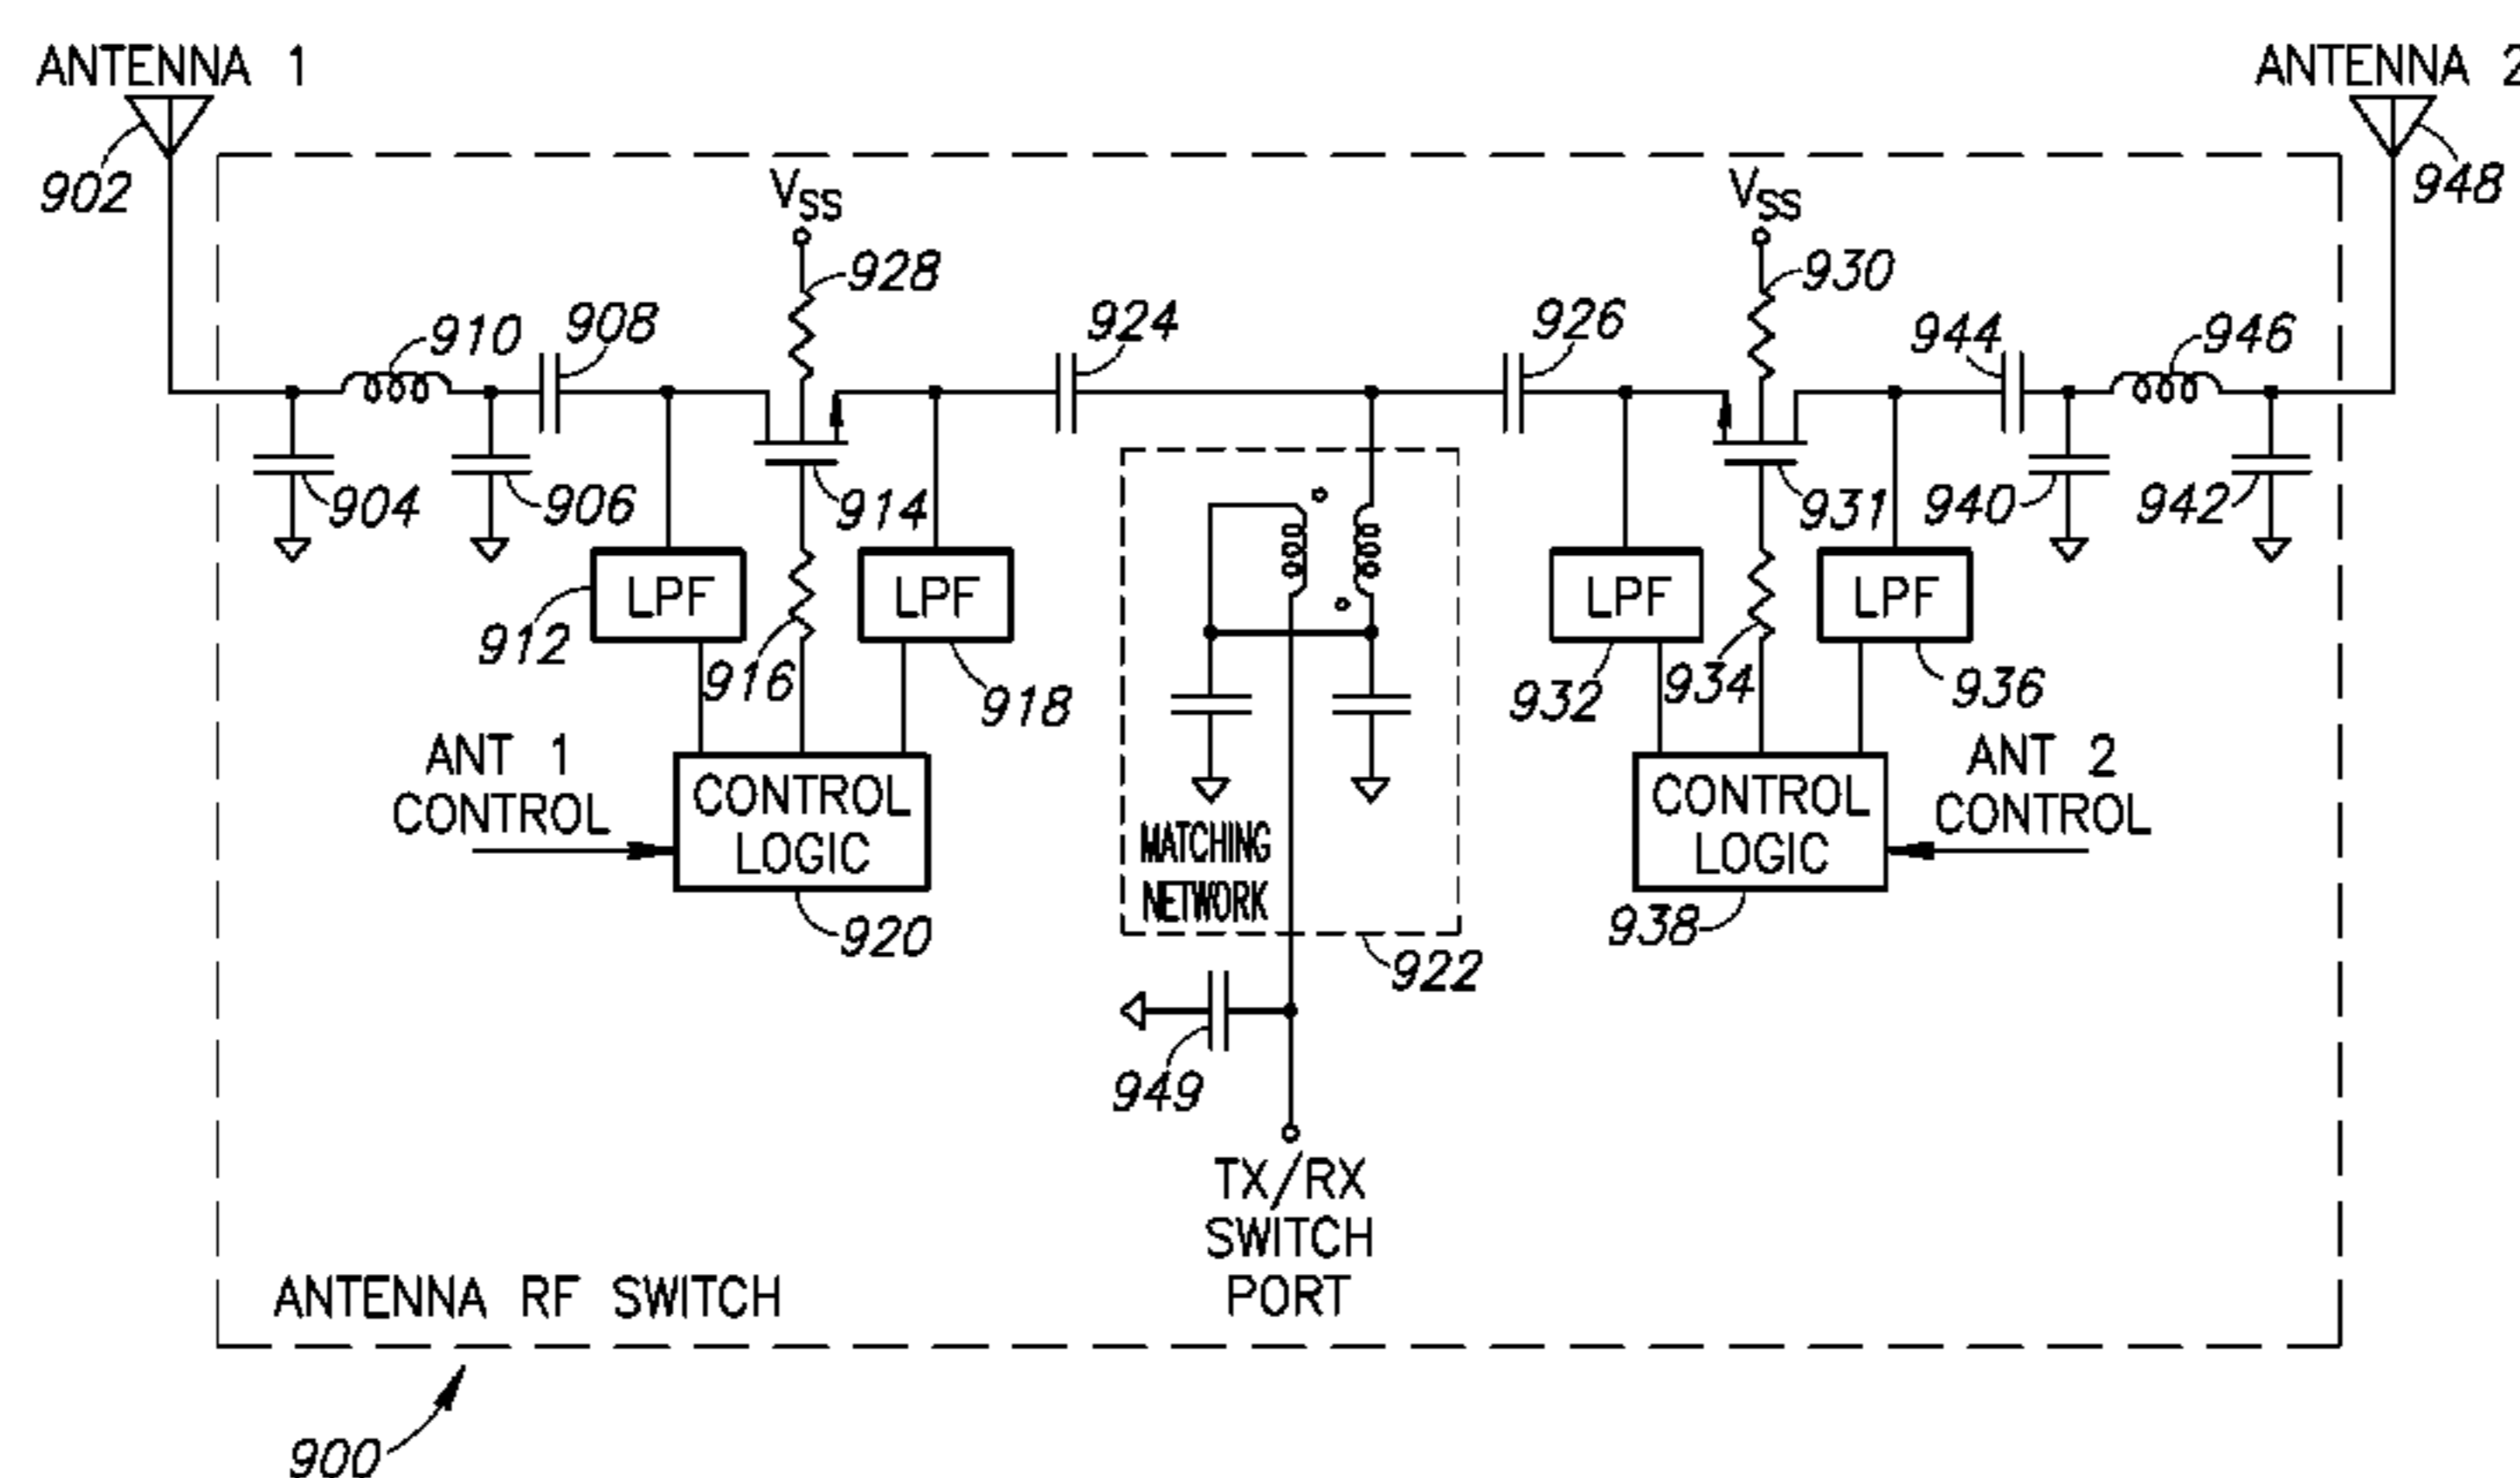 ANTENNA 1
ANTENNA 2
902
948
VSS
VSS
928
930
910
908
924
926
944
946
904
906
914
931
940
942
LPF
LPF
LPF
LPF
912
916
918
932
934
936
ANT 1
CONTROL
CONTROL
LOGIC
920
MATCHING
NETWORK
922
CONTROL
LOGIC
938
ANT 2
CONTROL
949
TX/RX
SWITCH
PORT
ANTENNA RF SWITCH
900